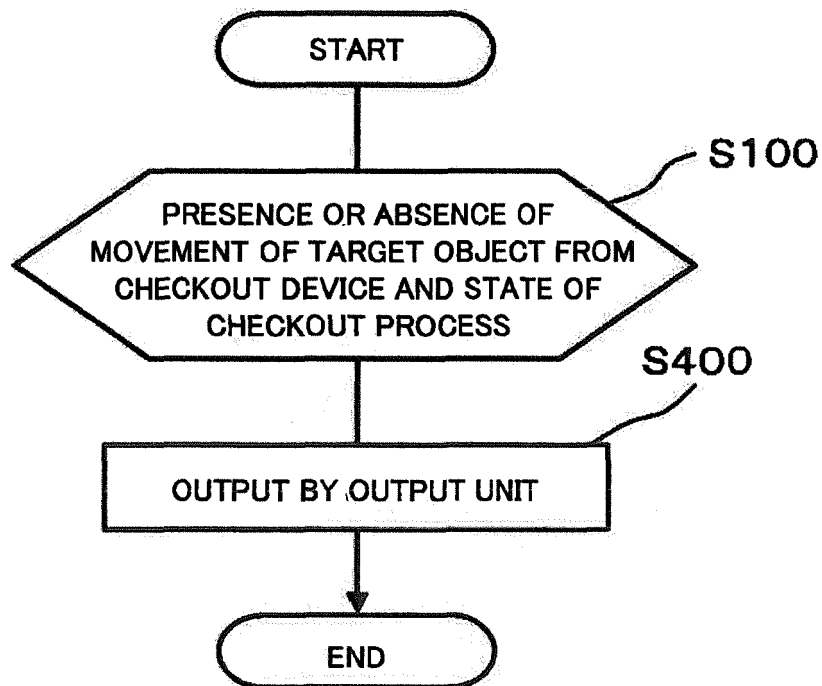 START
S100
PRESENCE OR ABSENCE OF
MOVEMENT OF TARGET OBJECT FROM
CHECKOUT DEVICE AND STATE OF
CHECKOUT PROCESS
S400
OUTPUT BY OUTPUT UNIT
END